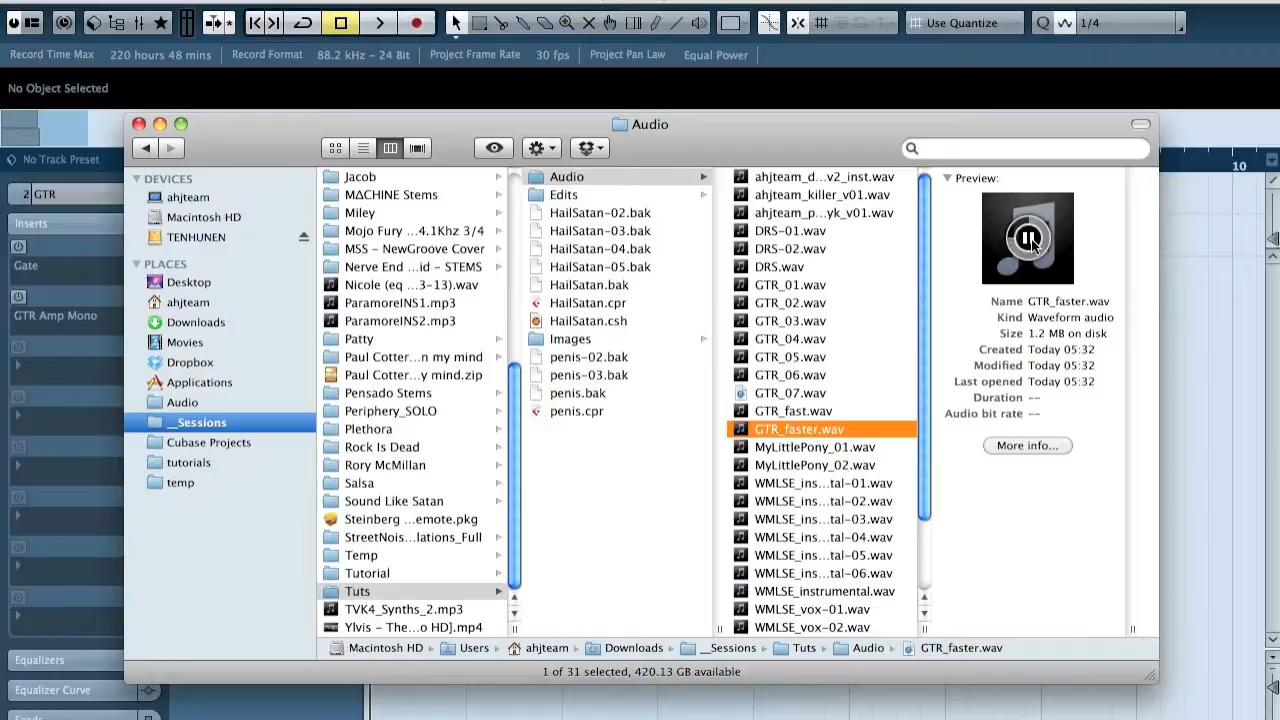 Use Quantize
Q
1/4
Record Time Max 220 hours 48 mins Record Format 88.2 kHz - 24 Bit Project Frame Rate 30 fps Project Pan Law Equal Power
No Object Selected
No Track Preset
2 GTR
Inserts
Gate
GTR Amp Mono
Equalizers
Equalizer Curve
10
Audio
DEVICES
ahjteam
Macintosh HD
TENHUNEN
PLACES
Desktop
ahjteam
Downloads
Movies
Dropbox
Applications
Audio
__Sessions
Cubase Projects
tutorials
temp
Jacob
MΔCHINE Stems
Miley
Mojo Fury ...4.1Khz 3/4
MSS - NewGroove Cover
Nerve End ...id - STEMS
Nicole (eq ...3-13).wav
ParamoreINS1.mp3
ParamoreINS2.mp3
Patty
Paul Cotter...n my mind
Paul Cotter...y mind.zip
Pensado Stems
Periphery_SOLO
Plethora
Rock Is Dead
Rory McMillan
Salsa
Sound Like Satan
Steinberg ...emote.pkg
StreetNois...lations_Full
Temp
Tutorial
Tuts
TVK4_Synths_2.mp3
Ylvis - The...o HD].mp4
Audio
Edits
HailSatan-02.bak
HailSatan-03.bak
HailSatan-04.bak
HailSatan-05.bak
HailSatan.bak
HailSatan.cpr
HailSatan.csh
Images
penis-02.bak
penis-03.bak
penis.bak
penis.cpr
ahjteam_d...v2_inst.wav
ahjteam_killer_v01.wav
ahjteam_p...yk_v01.wav
DRS-01.wav
DRS-02.wav
DRS.wav
GTR_01.wav
GTR_02.wav
GTR_03.wav
GTR_04.wav
GTR_05.wav
GTR_06.wav
GTR_07.wav
GTR_fast.wav
GTR_faster.wav
MyLittlePony_01.wav
MyLittlePony_02.wav
WMLSE_ins...tal-01.wav
WMLSE_ins...tal-02.wav
WMLSE_ins...tal-03.wav
WMLSE_ins...tal-04.wav
WMLSE_ins...tal-05.wav
WMLSE_ins...tal-06.wav
WMLSE_instrumental.wav
WMLSE_vox-01.wav
WMLSE_vox-02.wav
Preview:
Name GTR_faster.wav
Kind Waveform audio
Size 1.2 MB on disk
Created Today 05:32
Modified Today 05:32
Last opened Today 05:32
Duration --
Audio bit rate --
More info...
Macintosh HD Users ahjteam Downloads __Sessions Tuts Audio GTR_faster.wav
1 of 31 selected, 420.13 GB available